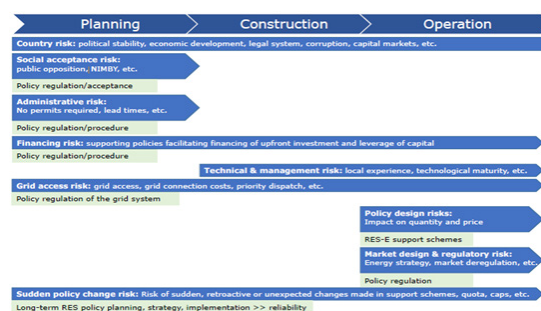 Planning
Construction
Operation
Country risk: political stability, economic development, legal system, corruption, capital markets, etc.
Social acceptance risk:
public opposition, NIMBY, etc.
Policy regulation/acceptance
Administrative risk:
No permits required, lead times, etc.
Policy regulation/procedure
Financing risk: supporting policies facilitating financing of upfront investment and leverage of capital
Policy regulation/procedure
Technical & management risk: local experience, technological maturity, etc.
Grid access risk: grid access, grid connection costs, priority dispatch, etc.
Policy regulation of the grid system
Policy design risks:
Impact on quantity and price
RES-E support schemes
Market design & regulatory risk:
Energy strategy, market deregulation, etc.
Policy regulation
Sudden policy change risk: Risk of sudden, retroactive or unexpected changes made in support schemes, quota, caps, etc.
Long-term RES policy planning, strategy, implementation >> reliability